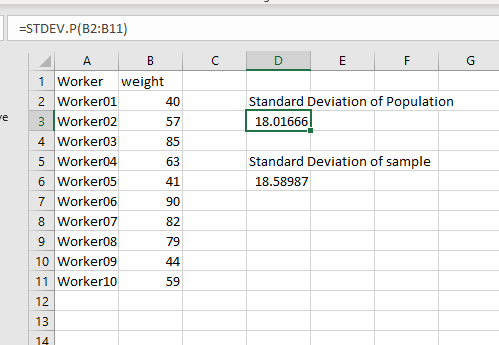 =STDEV.P(B2:B11)
A B C D E F G
1 Worker weight
2 Worker01 40 Standard Deviation of Population
3 Worker02 57 18.01666
4 Worker03 85
5 Worker04 63 Standard Deviation of sample
6 Worker05 41 18.58987
7 Worker06 90
8 Worker07 82
9 Worker08 79
10 Worker09 44
11 Worker10 59
12
13
14